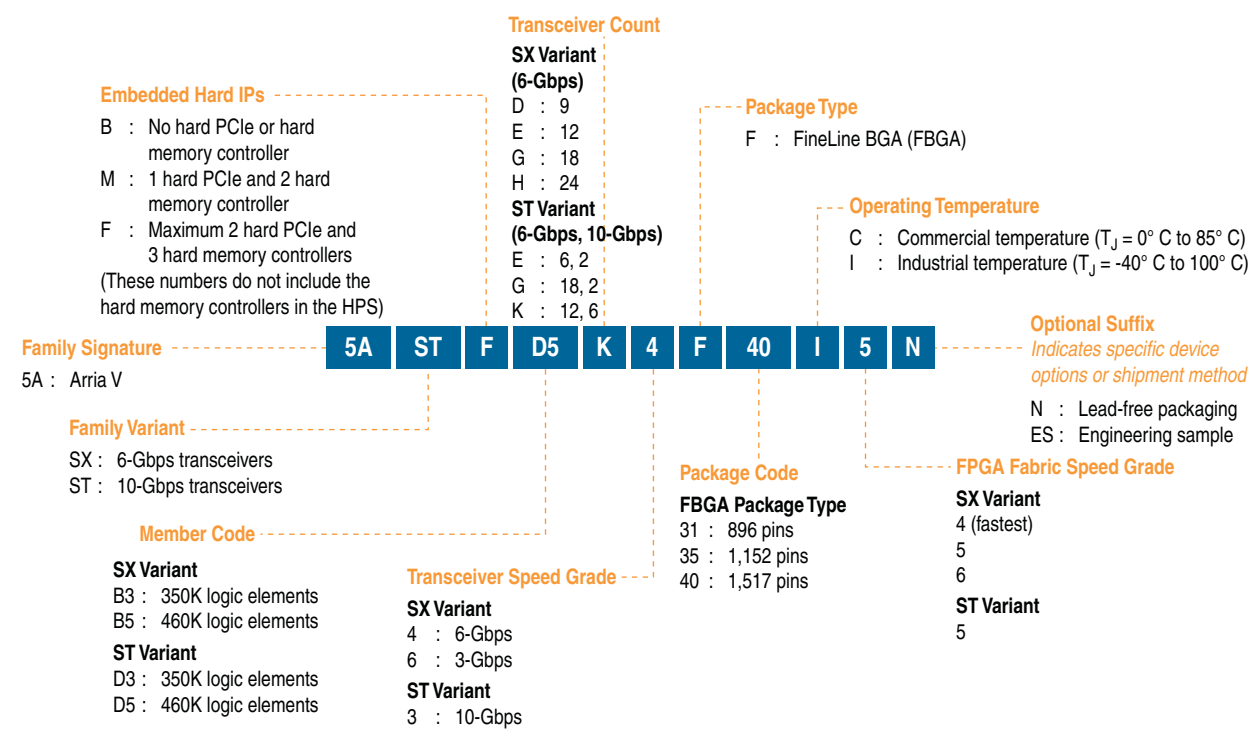 Transceiver Count
SX Variant
(6-Gbps)
D : 9
E : 12
G : 18
H : 24
ST Variant
(6-Gbps, 10-Gbps)
E : 6, 2
G : 18, 2
K : 12, 6
Embedded Hard IPs
B : No hard PCIe or hard
memory controller
M : 1 hard PCIe and 2 hard
memory controller
F : Maximum 2 hard PCIe and
3 hard memory controllers
(These numbers do not include the
hard memory controllers in the HPS)
Package Type
F : FineLine BGA (FBGA)
Operating Temperature
C : Commercial temperature (TJ = 0° C to 85° C)
I : Industrial temperature (TJ = -40° C to 100° C)
5A ST F D5 K 4 F 40 I 5 N
Family Signature
5A : Arria V
Optional Suffix
Indicates specific device
options or shipment method
N : Lead-free packaging
ES : Engineering sample
Family Variant
SX : 6-Gbps transceivers
ST : 10-Gbps transceivers
Member Code
SX Variant
B3 : 350K logic elements
B5 : 460K logic elements
ST Variant
D3 : 350K logic elements
D5 : 460K logic elements
Transceiver Speed Grade
SX Variant
4 : 6-Gbps
6 : 3-Gbps
ST Variant
3 : 10-Gbps
Package Code
FBGA Package Type
31 : 896 pins
35 : 1,152 pins
40 : 1,517 pins
FPGA Fabric Speed Grade
SX Variant
4 (fastest)
5
6
ST Variant
5